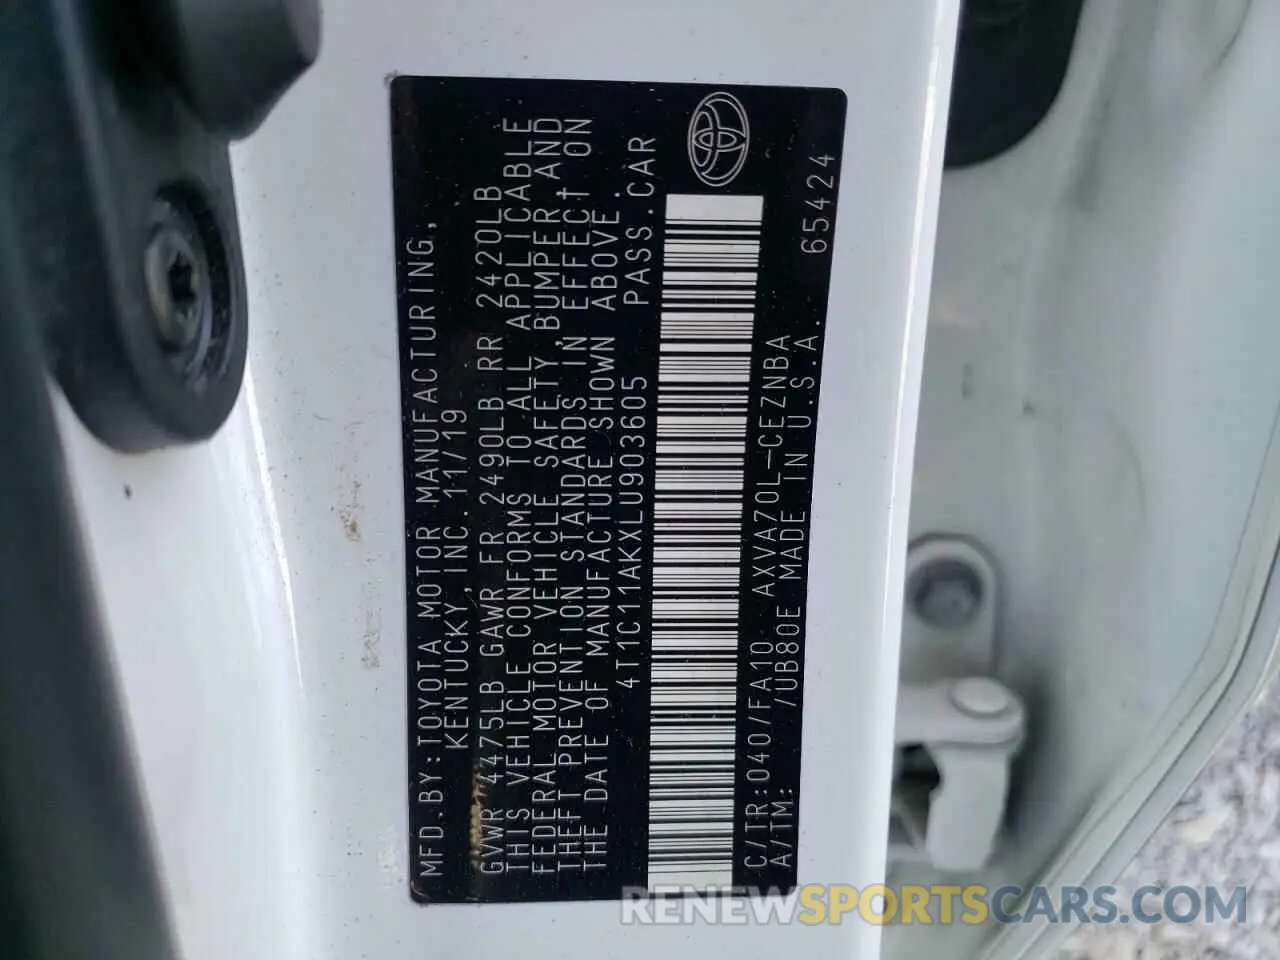 MFD.BY:TOYOTA MOTOR MANUFACTURING,
KENTUCKY,INC.11/19
GVWR 4475LB GAWR FR 2490LB RR 2420LB
THIS VEHICLE CONFORMS TO ALL APPLICABLE
FEDERAL MOTOR VEHICLE SAFETY,BUMPER,AND
THEFT PREVENTION STANDARDS IN EFFECT ON
THE DATE OF MANUFACTURE SHOWN ABOVE.
4T1C11AKXLU903605 PASS.CAR
C/TR:040/FA10 AXVA70L-CEZNBA
A/TM: /UB80E MADE IN U.S.A. 65424
RENEWSPORTSCARS.COM